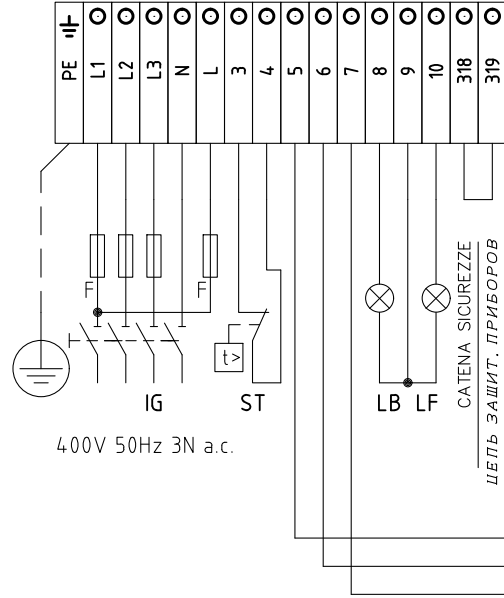 PE L1 L2 L3 N L 3 4 5 6 7 8 9 10 318 319
F F
t>
IG ST LB LF
400V 50Hz 3N a.c.
CATENA SICUREZZE
ЦЕПЬ ЗАЩИТ. ПРИБОРОВ